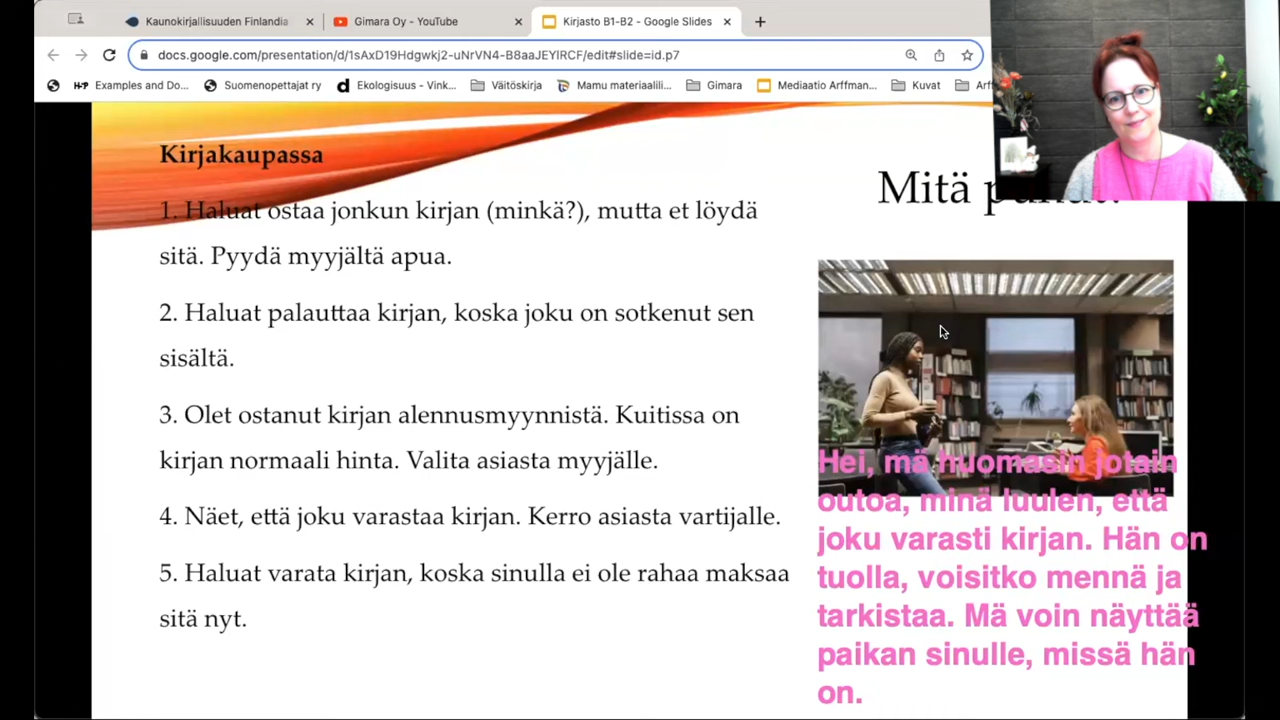 Kaunokirjallisuuden Finlandia
Gimara Oy - YouTube
Kirjasto B1-B2 - Google Slides
docs.google.com/presentation/d/1sAxD19Hdgwkj2-uNrVN4-B8aaJEYlRCF/edit#slide=id.p7
Examples and Do...
Suomenopettajat ry
Ekologisuus - Vink...
Väitöskirja
Mamu materiaalili...
Gimara
Mediaatio Arffman...
Kuvat
Arff
Kirjakaupassa
1. Haluat ostaa jonkun kirjan (minkä?), mutta et löydä
sitä. Pyydä myyjältä apua.
2. Haluat palauttaa kirjan, koska joku on sotkenut sen
sisältä.
3. Olet ostanut kirjan alennusmyynnistä. Kuitissa on
kirjan normaali hinta. Valita asiasta myyjälle.
4. Näet, että joku varastaa kirjan. Kerro asiasta vartijalle.
5. Haluat varata kirjan, koska sinulla ei ole rahaa maksaa
sitä nyt.
Mitä
Hei, mä huomasin jotain
outoa, minä luulen, että
joku varasti kirjan. Hän on
tuolla, voisitko mennä ja
tarkistaa. Mä voin näyttää
paikan sinulle, missä hän
on.